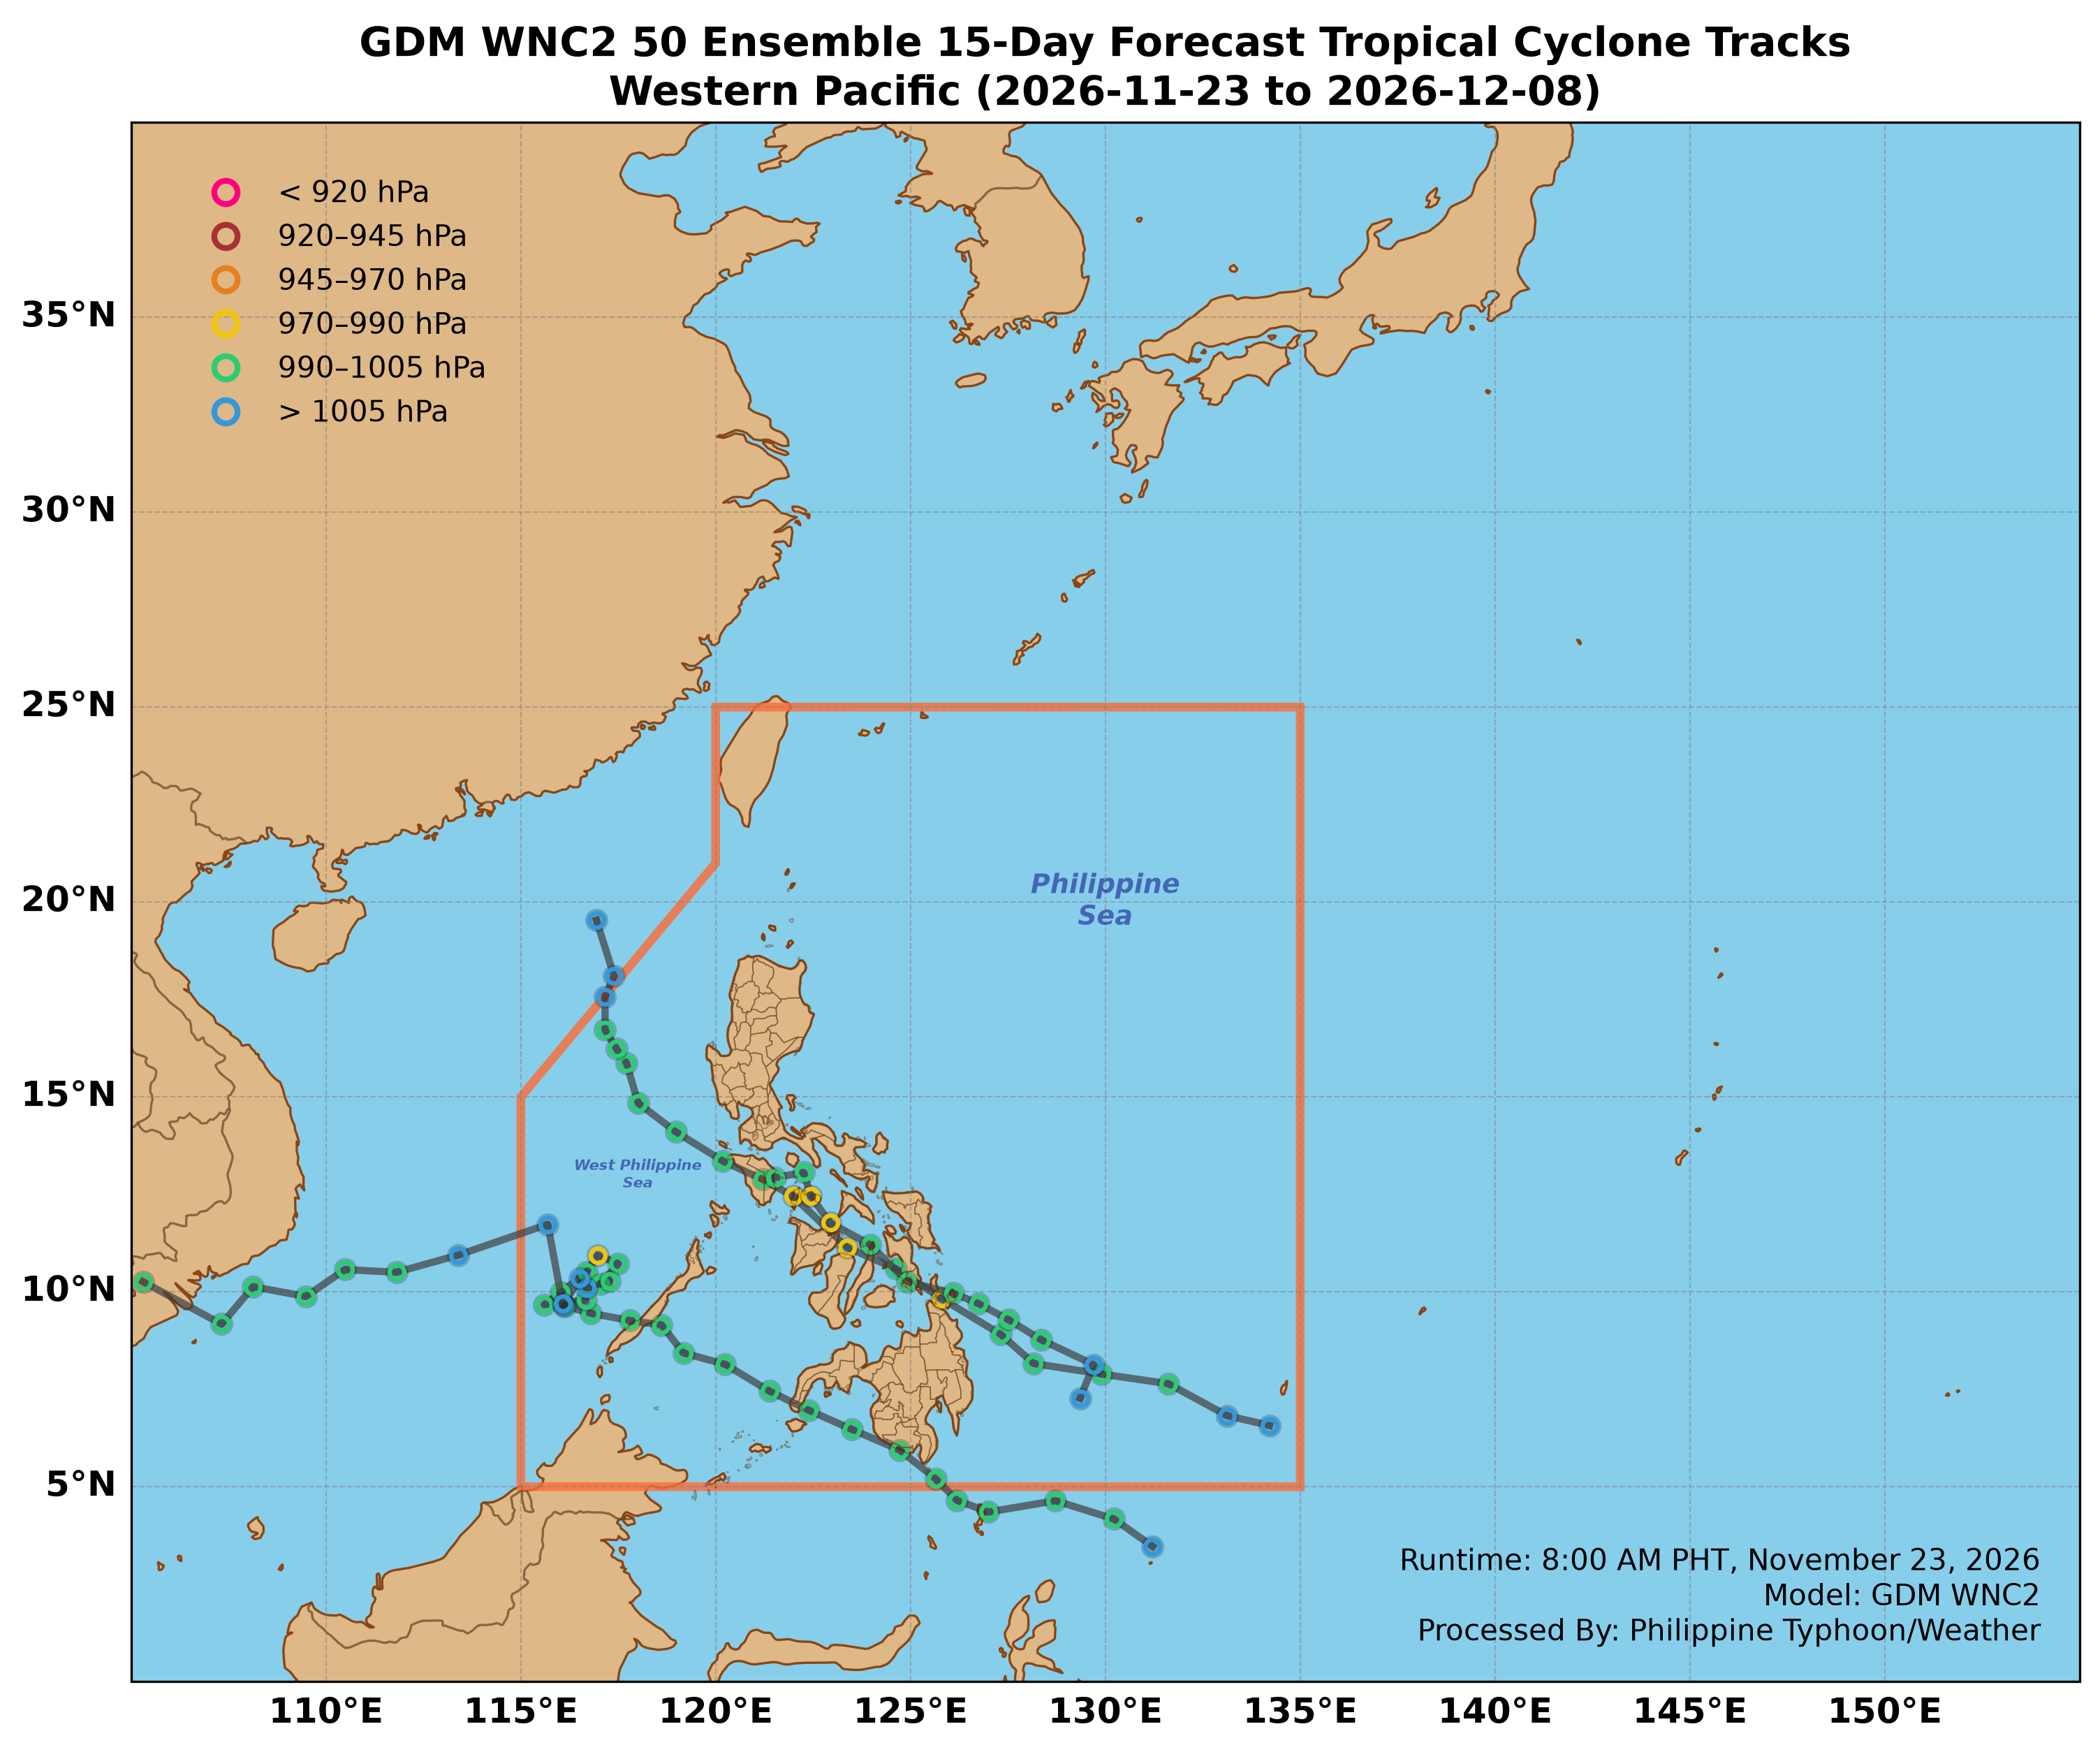 GDM WNC2 50 Ensemble 15-Day Forecast Tropical Cyclone Tracks
Western Pacific (2026-11-23 to 2026-12-08)
< 920 hPa
920–945 hPa
945–970 hPa
970–990 hPa
990–1005 hPa
> 1005 hPa
35°N
30°N
25°N
20°N
15°N
10°N
5°N
Philippine
Sea
West Philippine
Sea
Runtime: 8:00 AM PHT, November 23, 2026
Model: GDM WNC2
Processed By: Philippine Typhoon/Weather
110°E 115°E 120°E 125°E 130°E 135°E 140°E 145°E 150°E